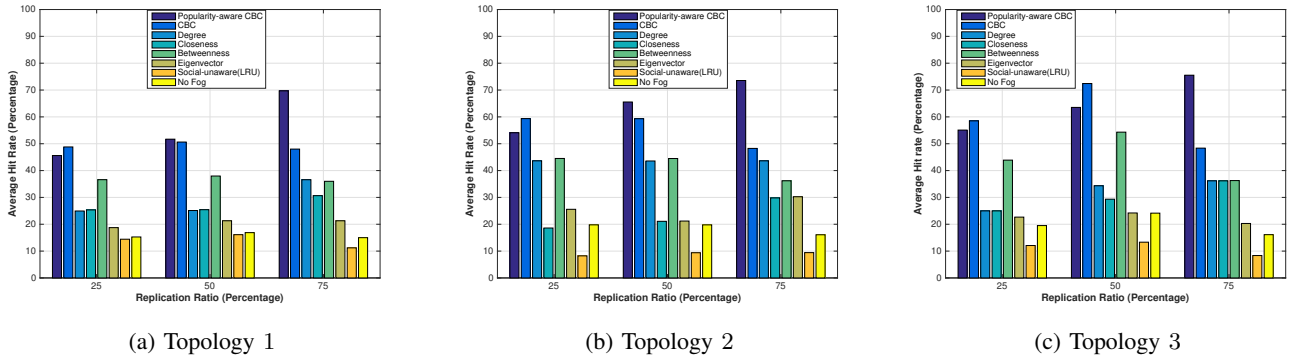 100
90
80
70
60
50
40
30
20
10
0
Average Hit Rate (Percentage)
Popularity-aware CBC
CBC
Degree
Closeness
Betweenness
Eigenvector
Social-unaware(LRU)
No Fog
25
50
75
Replication Ratio (Percentage)
(a) Topology 1
100
90
80
70
60
50
40
30
20
10
0
Average Hit Rate (Percentage)
Popularity-aware CBC
CBC
Degree
Closeness
Betweenness
Eigenvector
Social-unaware(LRU)
No Fog
25
50
75
Replication Ratio (Percentage)
(b) Topology 2
100
90
80
70
60
50
40
30
20
10
0
Average Hit rate (Percentage)
Popularity-aware CBC
CBC
Degree
Closeness
Betweenness
Eigenvector
Social-unaware(LRU)
No Fog
25
50
75
Replication Ratio (Percentage)
(c) Topology 3